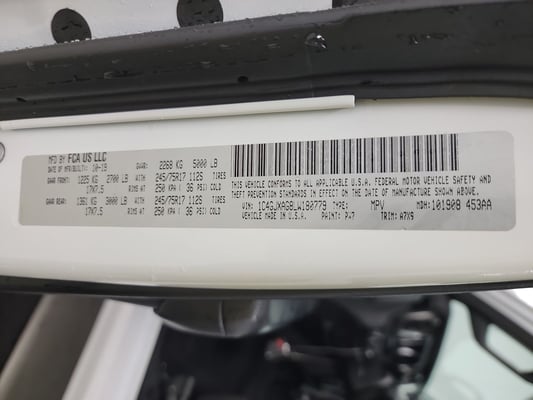 MFD BY FCA US LLC
DATE OF MFR/BUILT: 10-19 GVWR: 2268 KG 5000 LB
GAWR FRONT: 1225 KG 2700 LB WITH 245/75R17 112S TIRES
17X7.5 RIMS AT 250 KPA ( 36 PSI ) COLD
GAWR REAR: 1361 KG 3000 LB WITH 245/75R17 112S TIRES
17X7.5 RIMS AT 250 KPA ( 36 PSI ) COLD
THIS VEHICLE CONFORMS TO ALL APPLICABLE U.S.A. FEDERAL MOTOR VEHICLE SAFETY AND
THEFT PREVENTION STANDARDS IN EFFECT ON THE DATE OF MANUFACTURE SHOWN ABOVE.
VIN: 1C4GJXAG8LW160779 TYPE: MPV MDH: 101908 453AA
MADE IN U.S.A. PAINT: PW7 TRIM: A7X9